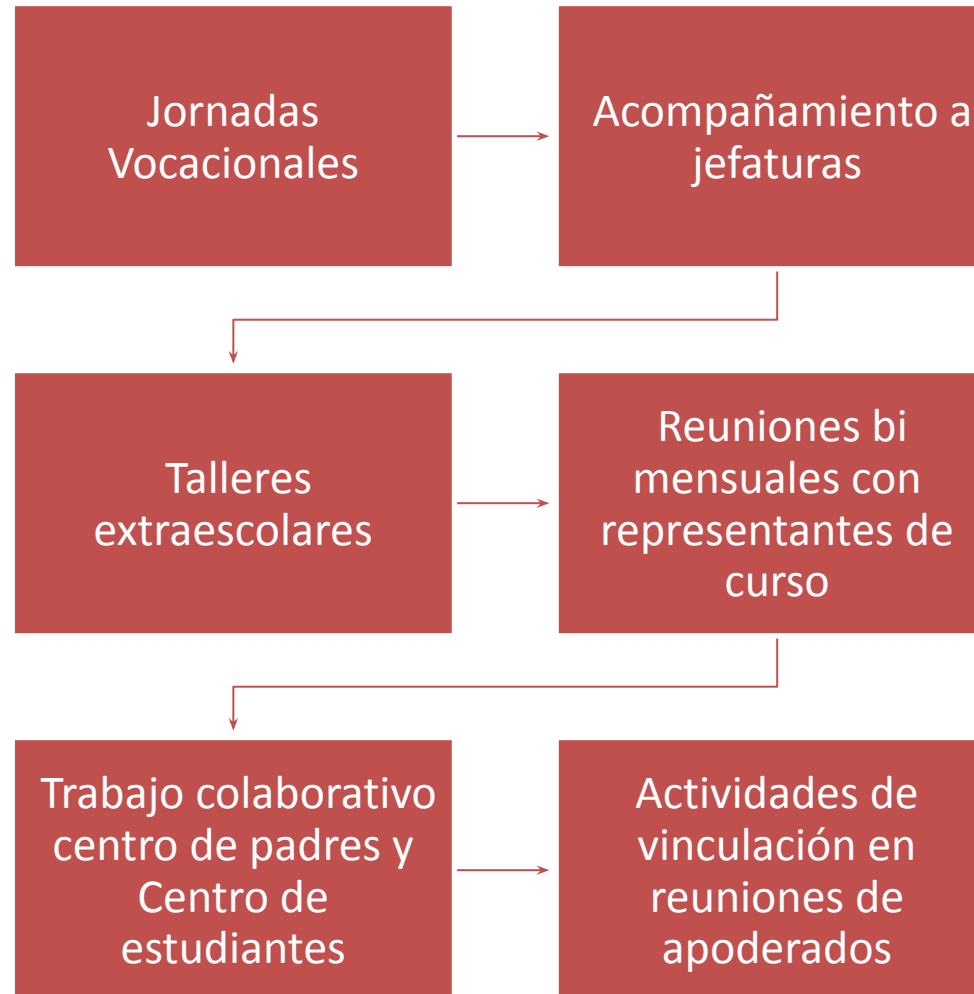 Jornadas
Vocacionales
Acompañamiento a
jefaturas
Talleres
extraescolares
Reuniones bi
mensuales con
representantes de
curso
Trabajo colaborativo
centro de padres y
Centro de
estudiantes
Actividades de
vinculación en
reuniones de
apoderados